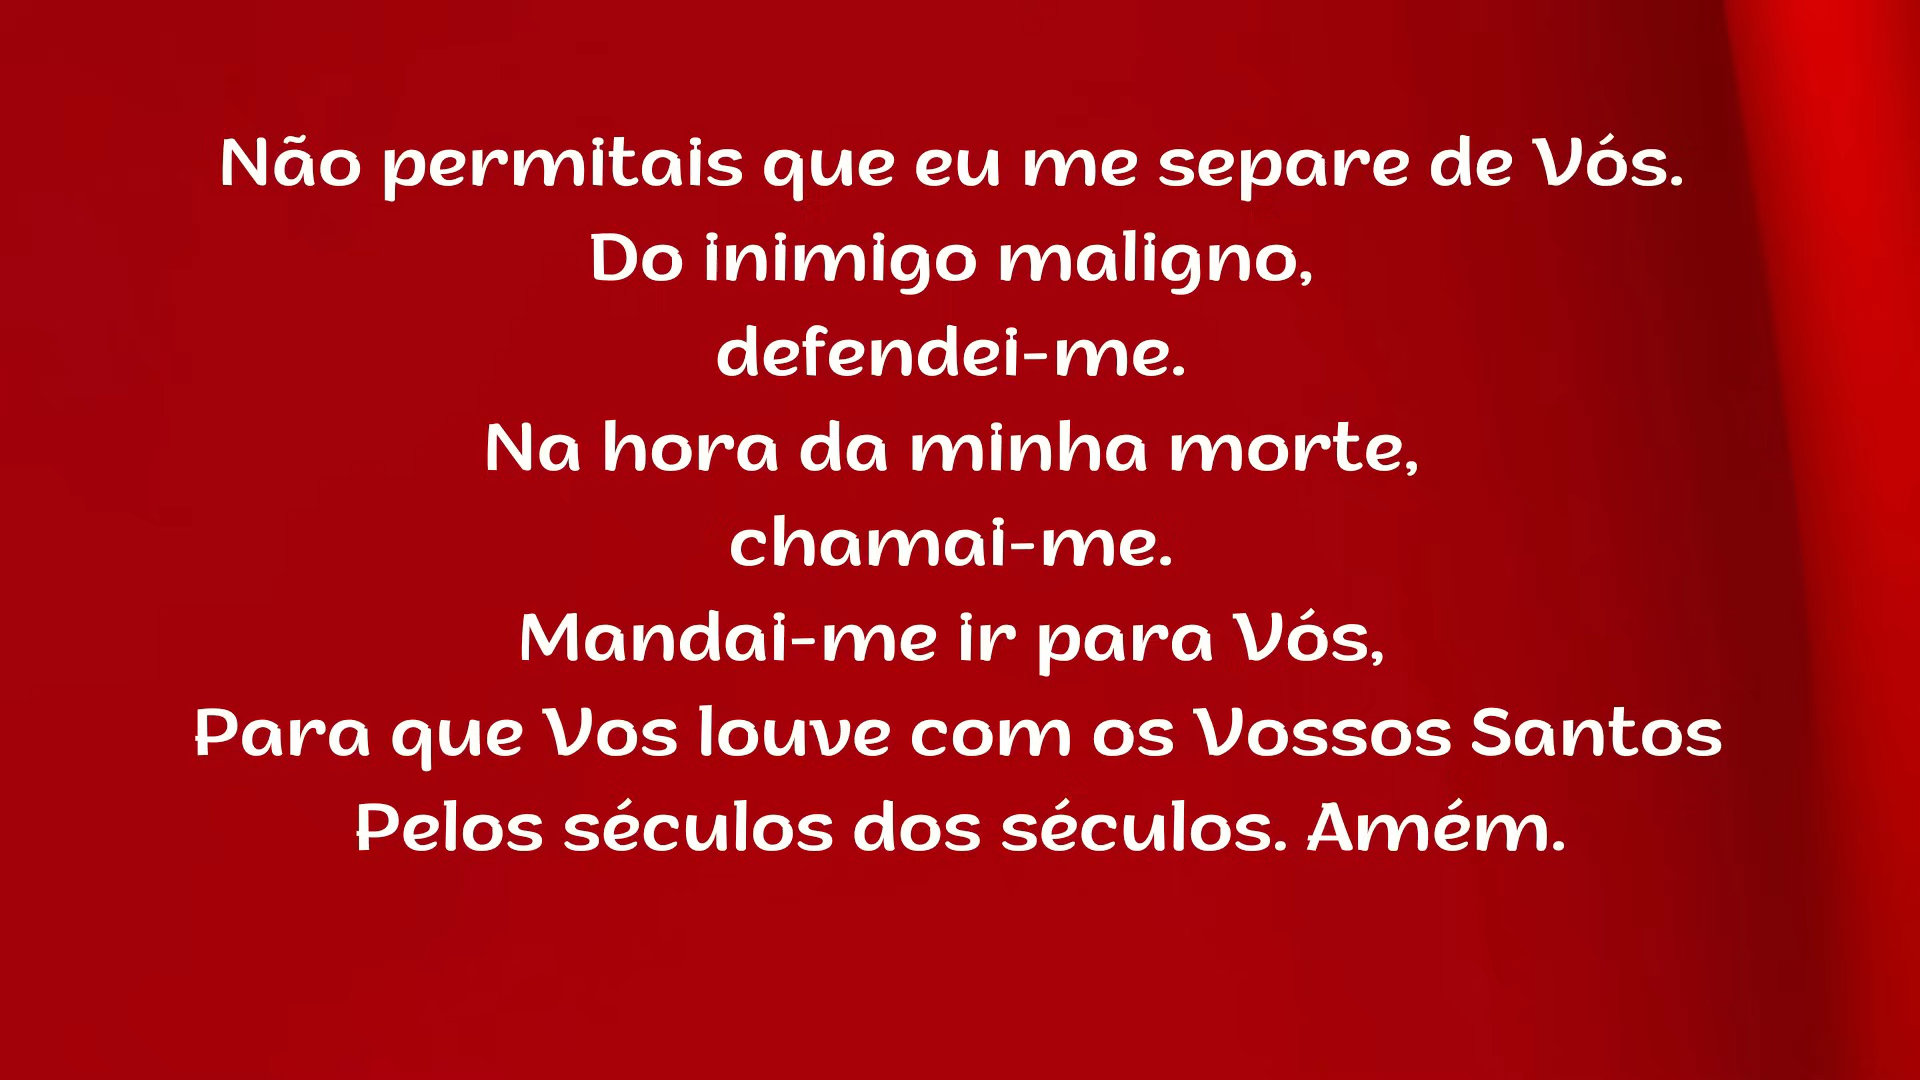 Não permitais que eu me separe de Vós.
Do inimigo maligno,
defendei-me.
Na hora da minha morte,
chamai-me.
Mandai-me ir para Vós,
Para que Vos louve com os Vossos Santos
Pelos séculos dos séculos. Amém.